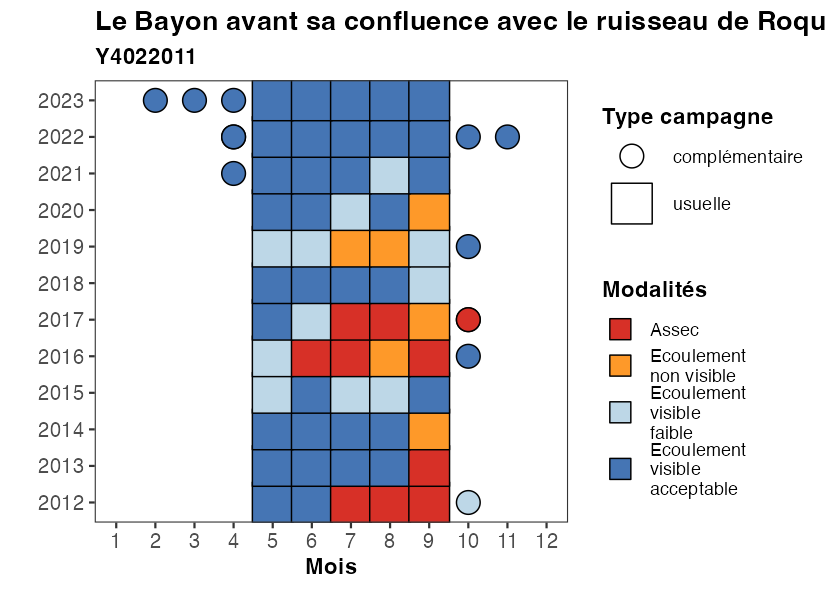 Le Bayon avant sa confluence avec le ruisseau de Roqu
Y4022011
2023
2022
2021
2020
2019
2018
2017
2016
2015
2014
2013
2012
1 2 3 4 5 6 7 8 9 10 11 12
Mois
Type campagne
complémentaire
usuelle
Modalités
Assec
Ecoulement
non visible
Ecoulement
visible
faible
Ecoulement
visible
acceptable